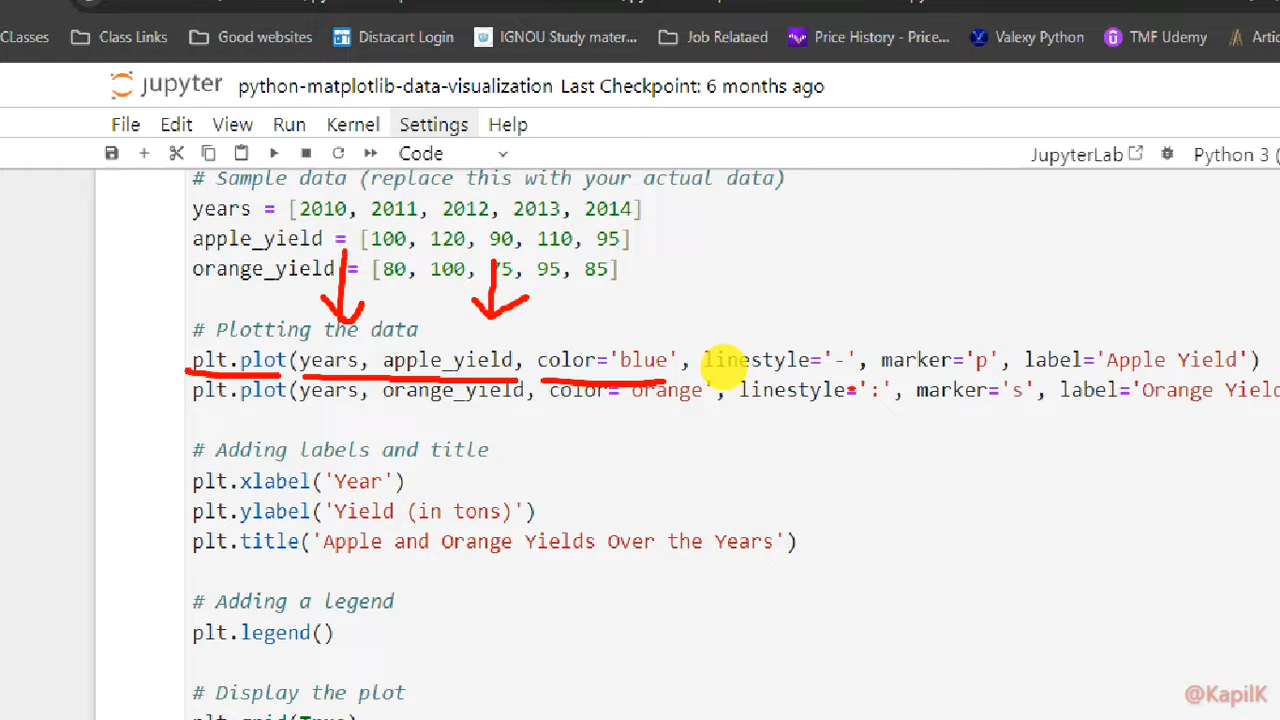 Classes Class Links Good websites Distacart Login IGNOU Study mater... Job Relataed Price History - Price... Valexy Python TMF Udemy Artic
jupyter python-matplotlib-data-visualization Last Checkpoint: 6 months ago
File Edit View Run Kernel Settings Help
Code JupyterLab Python 3 (
# Sample data (replace this with your actual data)
years = [2010, 2011, 2012, 2013, 2014]
apple_yield = [100, 120, 90, 110, 95]
orange_yield = [80, 100, 75, 95, 85]
# Plotting the data
plt.plot(years, apple_yield, color='blue', linestyle='-', marker='p', label='Apple Yield')
plt.plot(years, orange_yield, color='orange', linestyle=':', marker='s', label='Orange Yield
# Adding labels and title
plt.xlabel('Year')
plt.ylabel('Yield (in tons)')
plt.title('Apple and Orange Yields Over the Years')
# Adding a legend
plt.legend()
# Display the plot
plt.grid(True)
@KapilK